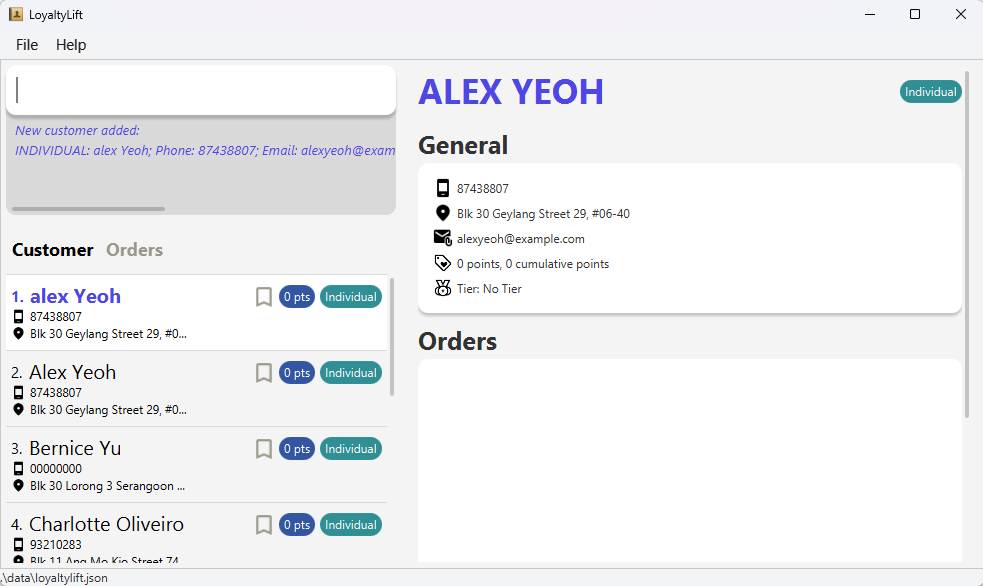 LoyaltyLift
File Help
New customer added:
INDIVIDUAL: alex Yeoh; Phone: 87438807; Email: alexyeoh@exam
Customer Orders
1. alex Yeoh 0 pts Individual
87438807
Blk 30 Geylang Street 29, #0...
2. Alex Yeoh 0 pts Individual
87438807
Blk 30 Geylang Street 29, #0...
3. Bernice Yu 0 pts Individual
00000000
Blk 30 Lorong 3 Serangoon ...
4. Charlotte Oliveiro 0 pts Individual
93210283
Blk 11 Ang Mo Kio Street 74
ALEX YEOH Individual
General
87438807
Blk 30 Geylang Street 29, #06-40
alexyeoh@example.com
0 points, 0 cumulative points
Tier: No Tier
Orders
.\data\loyaltylift.json